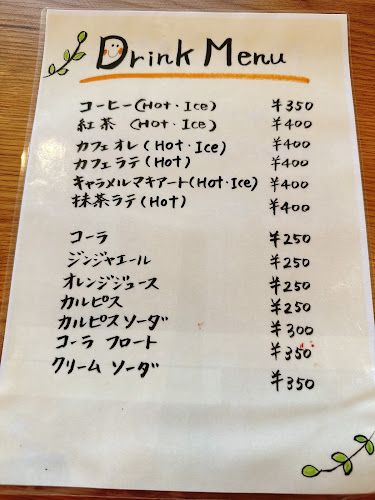 Drink Menu
コーヒー(Hot・Ice) ¥350
紅茶 (Hot・Ice) ¥400
カフェオレ(Hot・Ice) ¥400
カフェラテ(Hot) ¥400
キャラメルマキアート(Hot・Ice) ¥400
抹茶ラテ(Hot) ¥400
コーラ ¥250
ジンジャエール ¥250
オレンジジュース ¥250
カルピス ¥250
カルピスソーダ ¥300
コーラ フロート ¥350
クリーム ソーダ ¥350